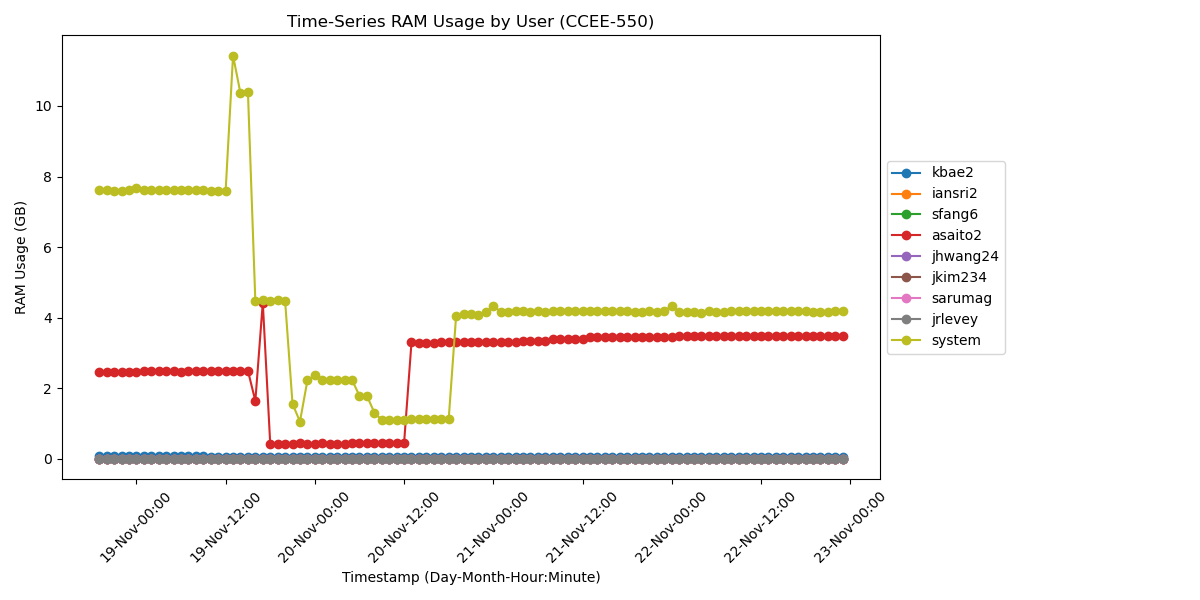 Time-Series RAM Usage by User (CCEE-550)
RAM Usage (GB)
10
8
6
4
2
0
19-Nov-00:00
19-Nov-12:00
20-Nov-00:00
20-Nov-12:00
21-Nov-00:00
21-Nov-12:00
22-Nov-00:00
22-Nov-12:00
23-Nov-00:00
Timestamp (Day-Month-Hour:Minute)
kbae2
iansri2
sfang6
asaito2
jhwang24
jkim234
sarumag
jrlevey
system